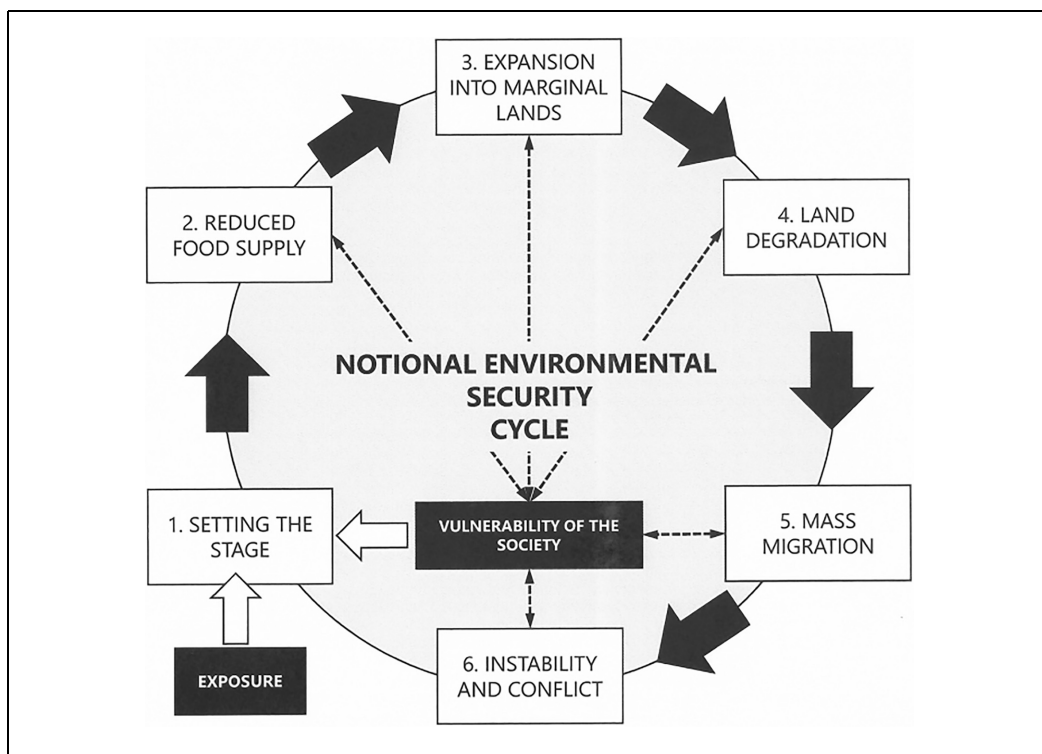 3. EXPANSION
INTO MARGINAL
LANDS
2. REDUCED
FOOD SUPPLY
4. LAND
DEGRADATION
NOTIONAL ENVIRONMENTAL
SECURITY
CYCLE
1. SETTING THE
STAGE
VULNERABILITY OF THE
SOCIETY
5. MASS
MIGRATION
EXPOSURE
6. INSTABILITY
AND CONFLICT